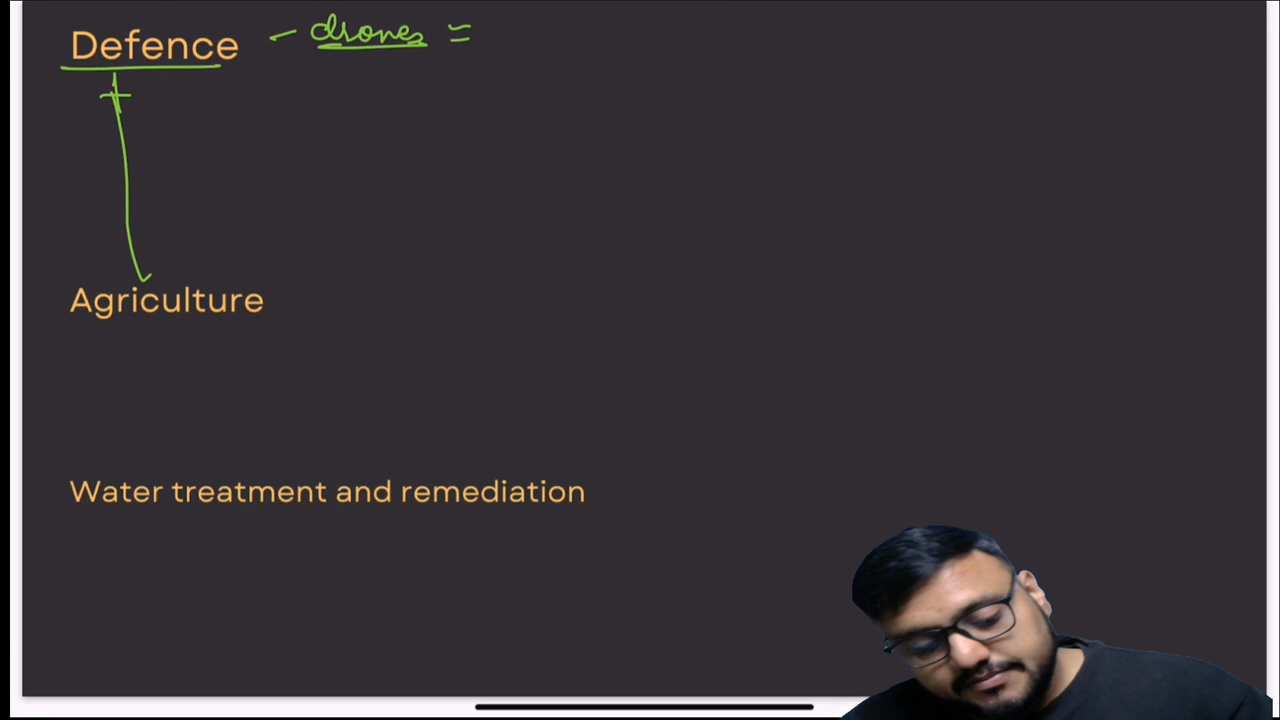 Defence - drones =
Agriculture
Water treatment and remediation